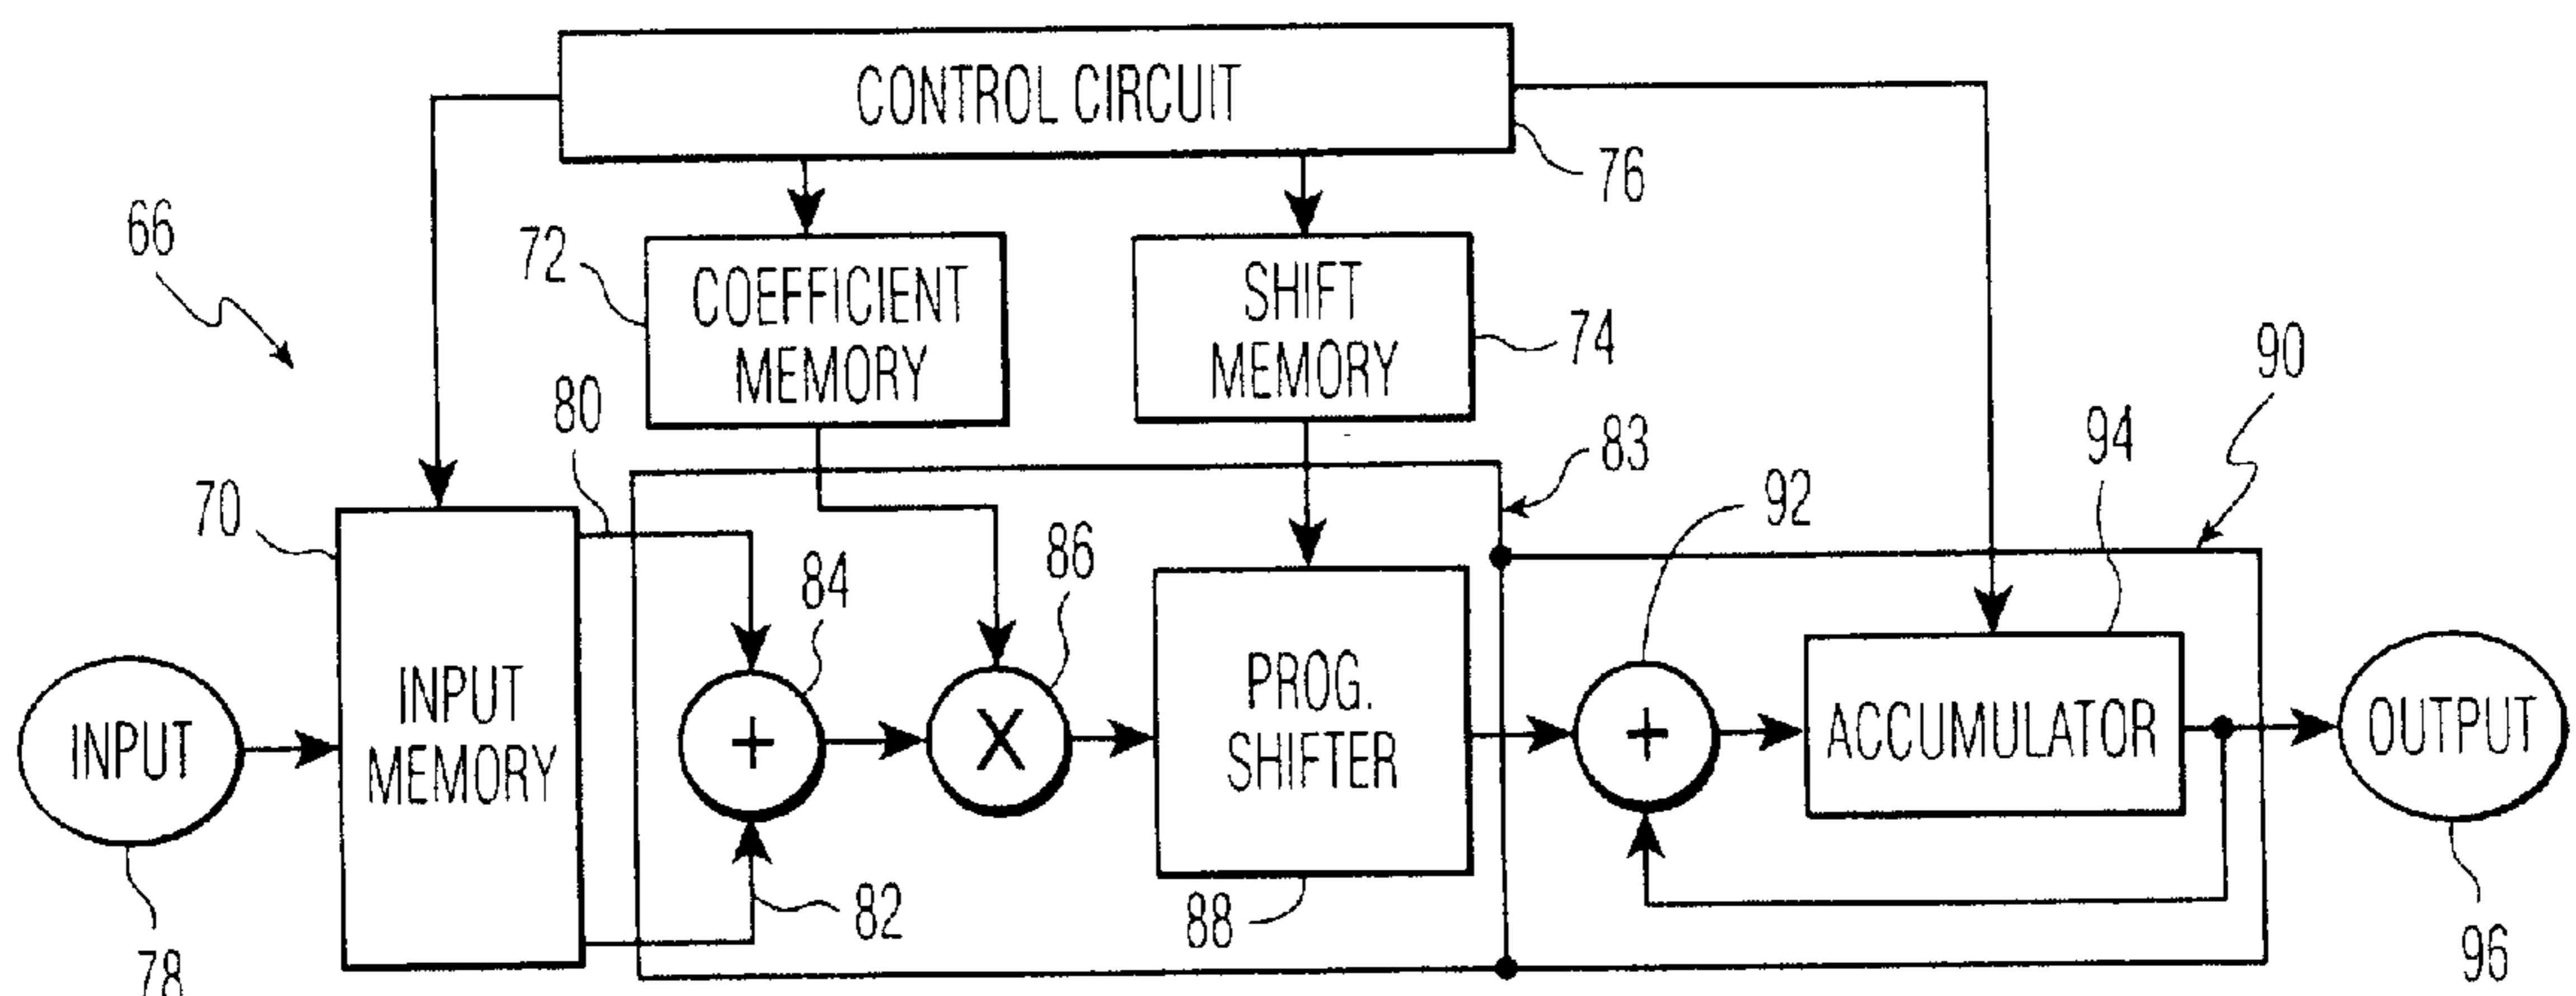 CONTROL CIRCUIT
76
66
72
COEFFICIENT
MEMORY
SHIFT
MEMORY
74
90
80
83
94
70
92
86
84
INPUT
INPUT
MEMORY
+
X
PROG.
SHIFTER
+
ACCUMULATOR
OUTPUT
82
88
78
96